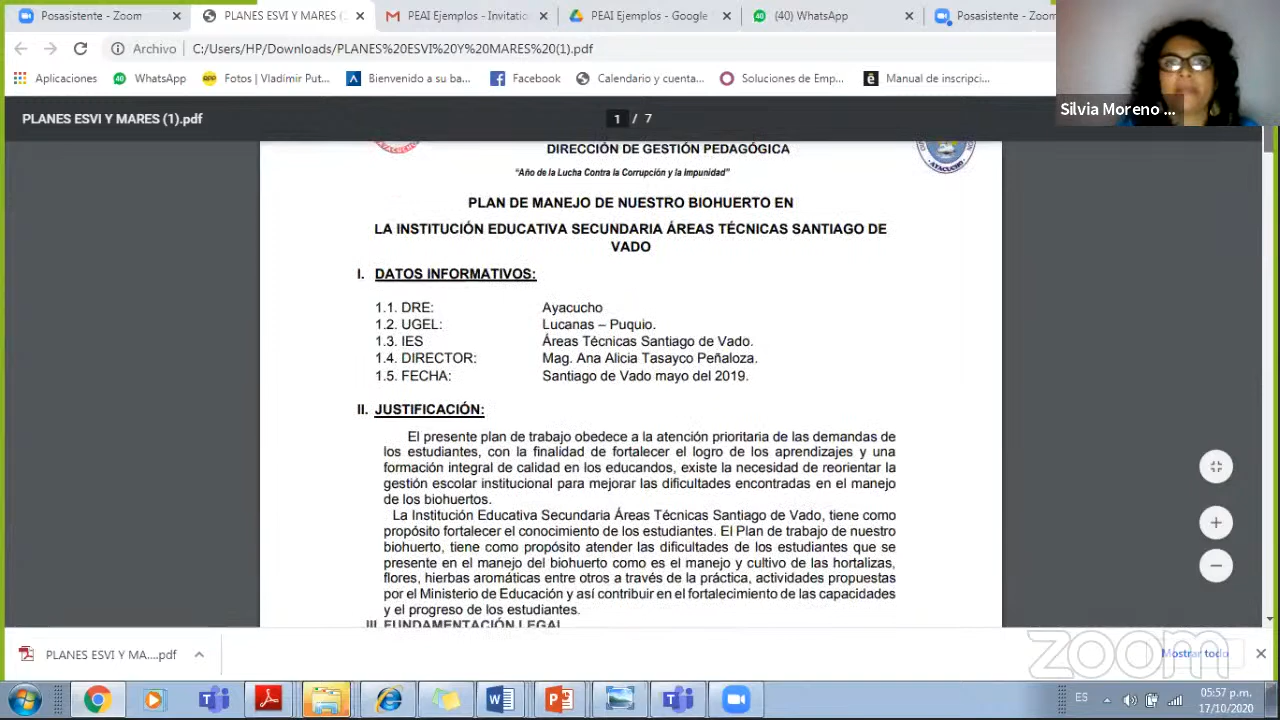 Posasistente - Zoom
PLANES ESVI Y MARES (
PEAI Ejemplos - Invitatio
PEAI Ejemplos - Google
(40) WhatsApp
Posasistente - Zoom
Archivo
C:/Users/HP/Downloads/PLANES%20ESVI%20Y%20MARES%20(1).pdf
Aplicaciones
WhatsApp
Fotos | Vladímir Put...
Bienvenido a su ba...
Facebook
Calendario y cuenta...
Soluciones de Emp...
Manual de inscripci...
Silvia Moreno ...
PLANES ESVI Y MARES (1).pdf
1 / 7
DIRECCIÓN DE GESTIÓN PEDAGÓGICA
AYACUCHO
“Año de la Lucha Contra la Corrupción y la Impunidad”
PLAN DE MANEJO DE NUESTRO BIOHUERTO EN
LA INSTITUCIÓN EDUCATIVA SECUNDARIA ÁREAS TÉCNICAS SANTIAGO DE
VADO
I. DATOS INFORMATIVOS:
1.1. DRE: Ayacucho
1.2. UGEL: Lucanas – Puquio.
1.3. IES Áreas Técnicas Santiago de Vado.
1.4. DIRECTOR: Mag. Ana Alicia Tasayco Peñaloza.
1.5. FECHA: Santiago de Vado mayo del 2019.
II. JUSTIFICACIÓN:
El presente plan de trabajo obedece a la atención prioritaria de las demandas de
los estudiantes, con la finalidad de fortalecer el logro de los aprendizajes y una
formación integral de calidad en los educandos, existe la necesidad de reorientar la
gestión escolar institucional para mejorar las dificultades encontradas en el manejo
de los biohuertos.
La Institución Educativa Secundaria Áreas Técnicas Santiago de Vado, tiene como
propósito fortalecer el conocimiento de los estudiantes. El Plan de trabajo de nuestro
biohuerto, tiene como propósito atender las dificultades de los estudiantes que se
presente en el manejo del biohuerto como es el manejo y cultivo de las hortalizas,
flores, hierbas aromáticas entre otros a través de la práctica, actividades propuestas
por el Ministerio de Educación y así contribuir en el fortalecimiento de las capacidades
y el progreso de los estudiantes.
III. FUNDAMENTACIÓN LEGAL
PLANES ESVI Y MA....pdf
zoom
Mostrar todo
ES
05:57 p.m.
17/10/2020